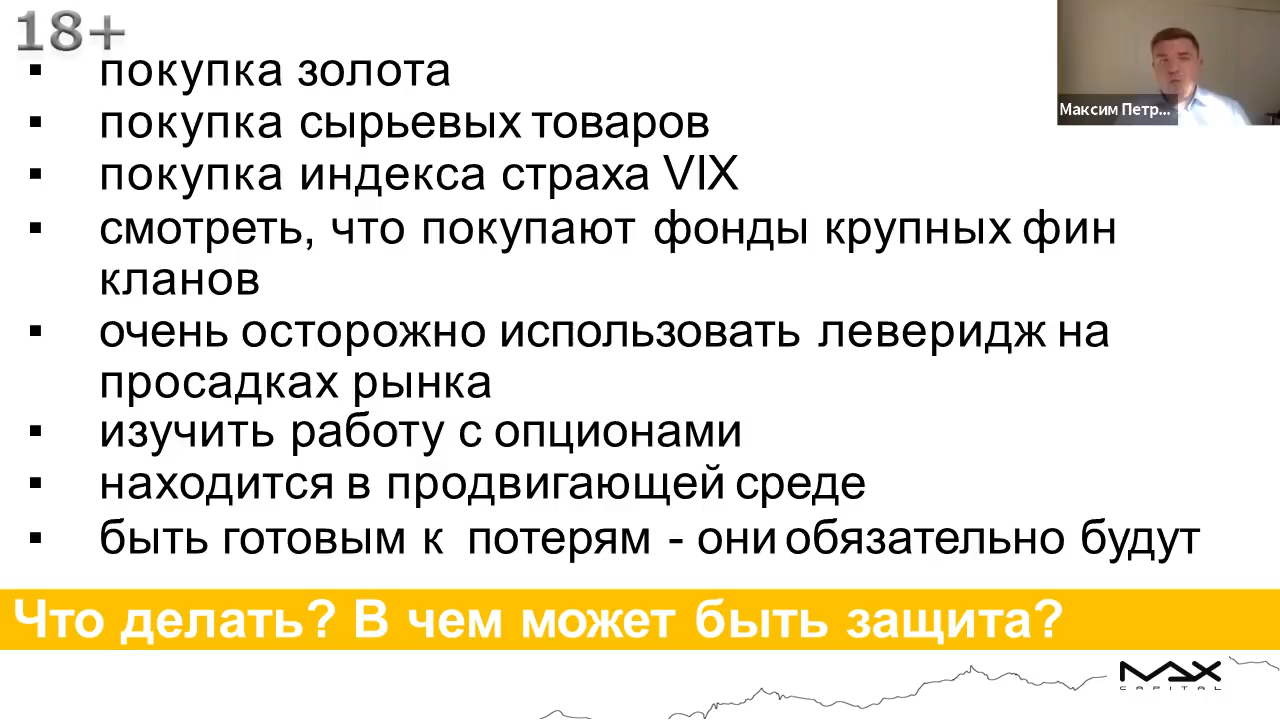 18+
▪ покупка золота
▪ покупка сырьевых товаров
▪ покупка индекса страха VIX
▪ смотреть, что покупают фонды крупных фин
кланов
▪ очень осторожно использовать леверидж на
просадках рынка
▪ изучить работу с опционами
▪ находится в продвигающей среде
▪ быть готовым к потерям - они обязательно будут
Максим Петр...
Что делать? В чем может быть защита?
MAX
CAPITAL